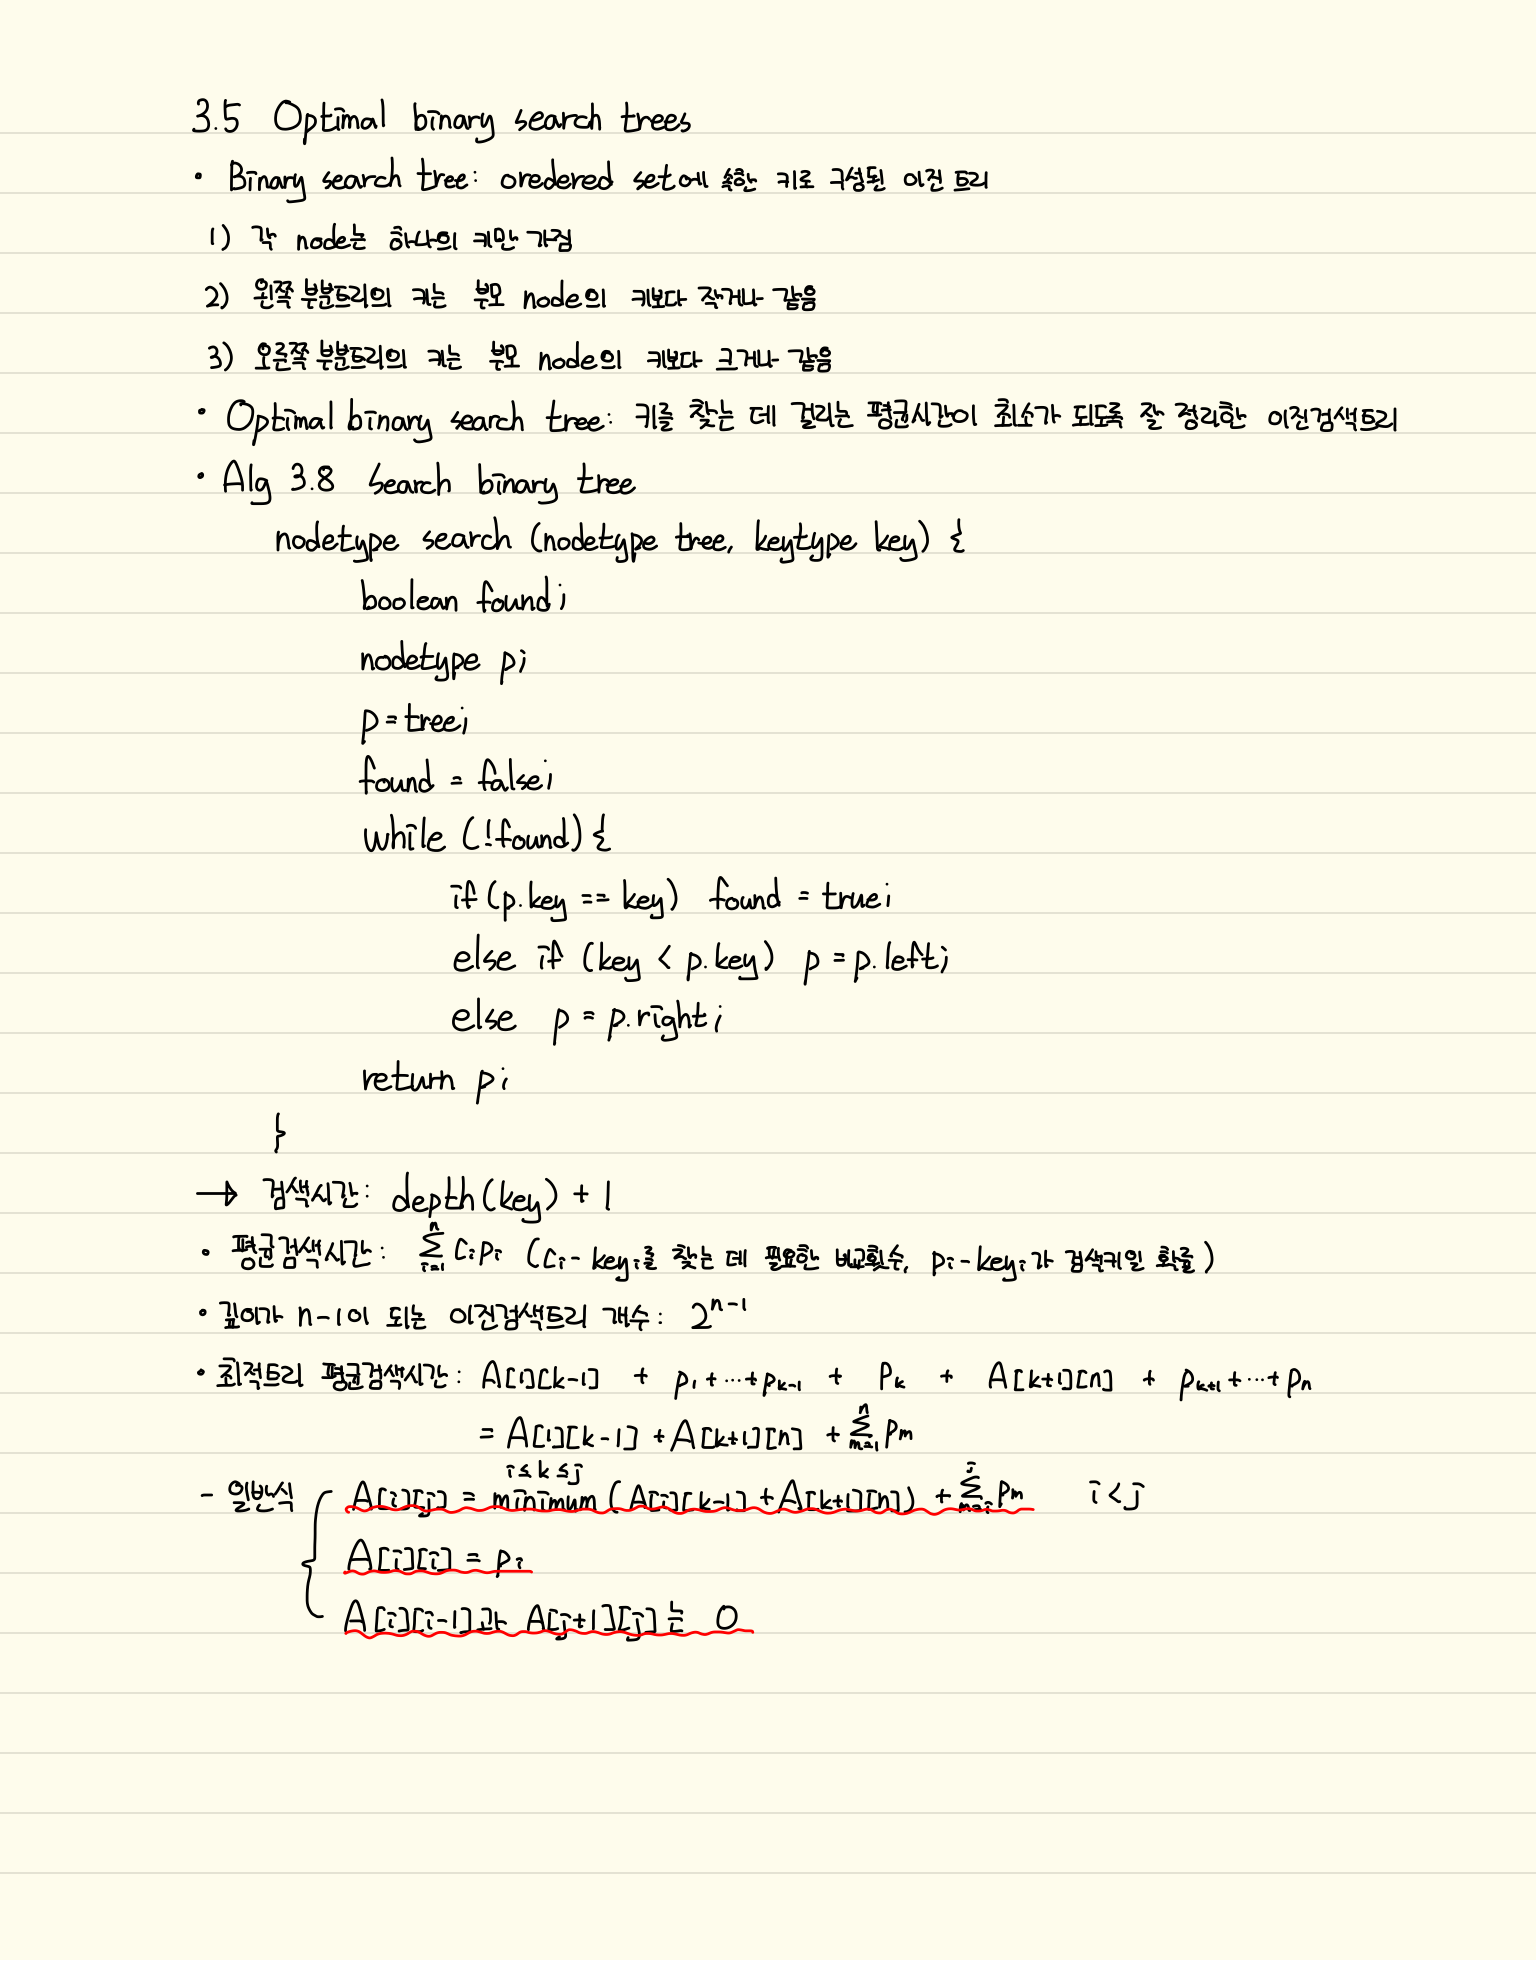 3.5 Optimal binary search trees
• Binary search tree: oredered set에 속한 키로 구성된 이진 트리
1) 각 node는 하나의 키만 가짐
2) 왼쪽 부분트리의 키는 부모 node의 키보다 작거나 같음
3) 오른쪽 부분트리의 키는 부모 node의 키보다 크거나 같음
• Optimal binary search tree: 키를 찾는 데 걸리는 평균시간이 최소가 되도록 잘 정리한 이진검색트리
• Alg 3.8 Search binary tree
nodetype search (nodetype tree, keytype key) {
boolean found;
nodetype p;
p = tree;
found = false;
while (!found) {
if (p.key == key) found = true;
else if (key < p.key) p = p.left;
else p = p.right;
return p;
}
→ 검색시간: depth(key) + 1
• 평균검색시간: \sum_{i=1}^{n} c_i p_i (c_i - key_i를 찾는 데 필요한 비교횟수, p_i - key_i가 검색키일 확률)
• 깊이가 n-1이 되는 이진검색트리 개수: 2^{n-1}
• 최적트리 평균검색시간: A[1][k-1] + p_1 + ⋯ + p_{k-1} + p_k + A[k+1][n] + p_{k+1} + ⋯ + p_n
= A[1][k-1] + A[k+1][n] + \sum_{m=1}^{n} p_m
- 일반식 { A[i][j] = minimum_{i≤k≤j} (A[i][k-1] + A[k+1][n]) + \sum_{m=i}^{j} p_m i < j
A[i][i] = p_i
A[i][i-1]과 A[j+1][j]는 0